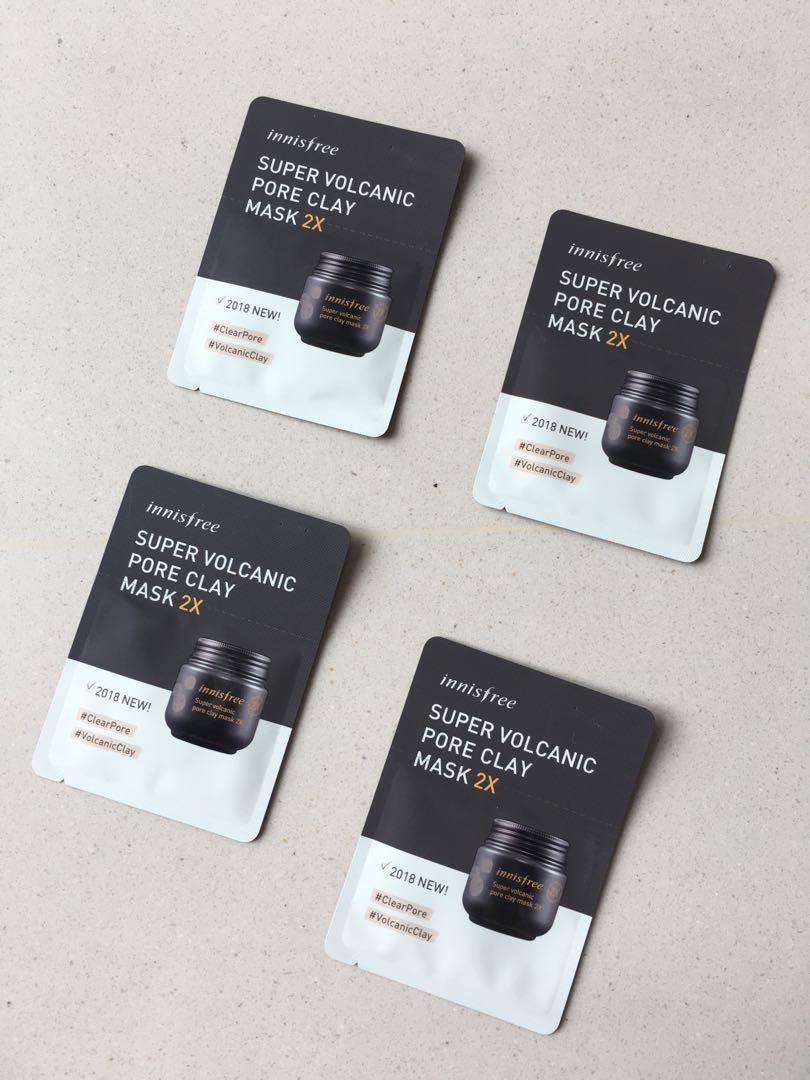 innisfree
SUPER VOLCANIC
PORE CLAY
MASK 2X
innisfree
Super volcanic
pore clay mask 2X
2018 NEW!
#ClearPore
#VolcanicClay
innisfree
SUPER VOLCANIC
PORE CLAY
MASK 2X
innisfree
Super volcanic
pore clay mask 2X
2018 NEW!
#ClearPore
#VolcanicClay
innisfree
SUPER VOLCANIC
PORE CLAY
MASK 2X
innisfree
Super volcanic
pore clay mask 2X
2018 NEW!
#ClearPore
#VolcanicClay
innisfree
SUPER VOLCANIC
PORE CLAY
MASK 2X
innisfree
Super volcanic
pore clay mask 2X
2018 NEW!
#ClearPore
#VolcanicClay